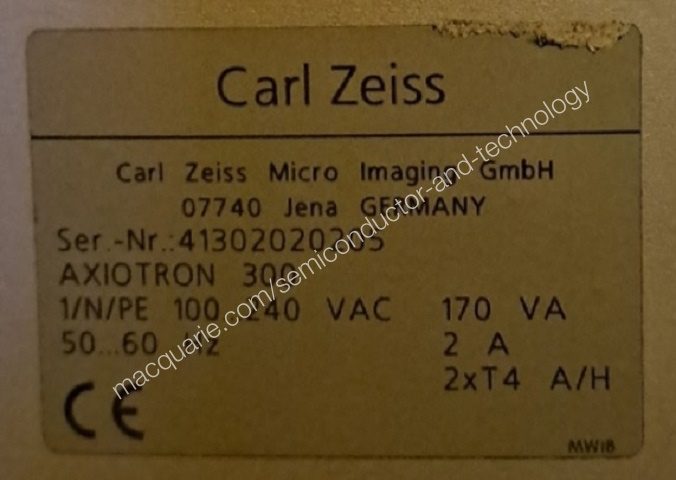 Carl Zeiss
Carl Zeiss Micro Imaging GmbH
07740 Jena GERMANY
Ser.-Nr.:41302020205
AXIOTRON 300
1/N/PE 100-240 VAC 170 VA
50...60 Hz 2 A
2xT4 A/H
CE
MWiB
macquarie.com/semiconductor-and-technology